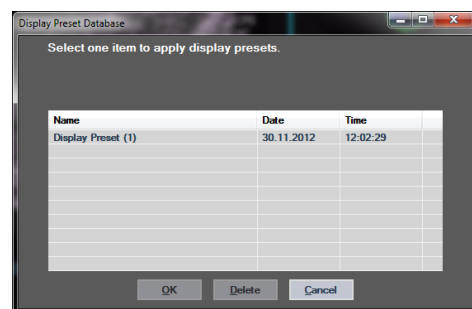 Display Preset Database
Select one item to apply display presets.
Name Date Time
Display Preset (1) 30.11.2012 12:02:29
OK Delete Cancel